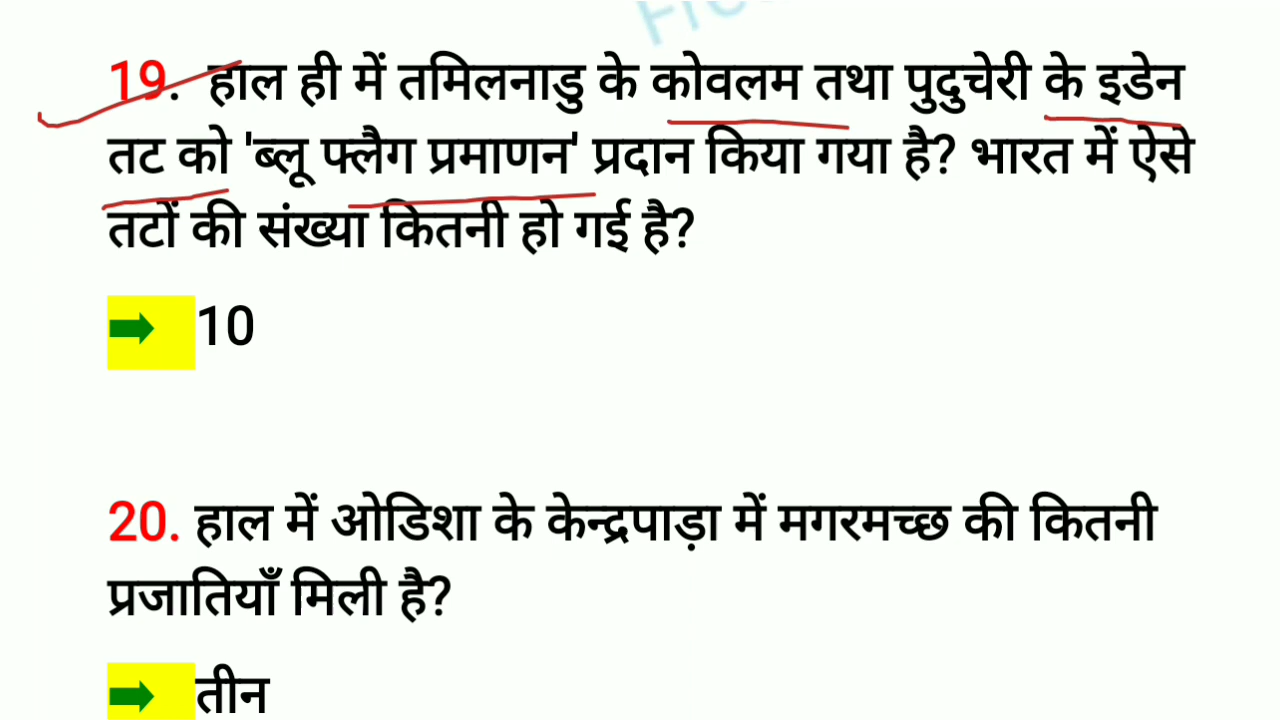 19. हाल ही में तमिलनाडु के कोवलम तथा पुदुचेरी के इडेन
तट को 'ब्लू फ्लैग प्रमाणन' प्रदान किया गया है? भारत में ऐसे
तटों की संख्या कितनी हो गई है?
➡ 10
20. हाल में ओडिशा के केन्द्रपाड़ा में मगरमच्छ की कितनी
प्रजातियाँ मिली है?
➡ तीन